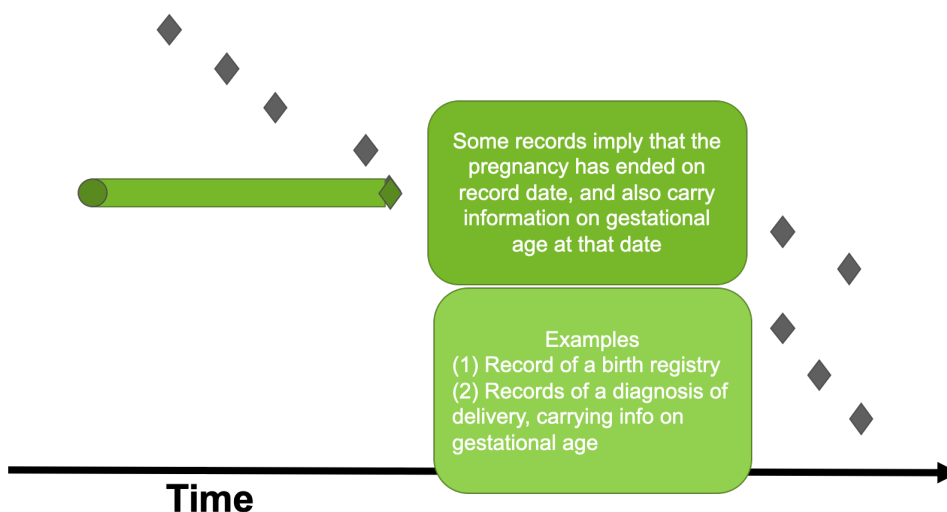 Some records imply that the
pregnancy has ended on
record date, and also carry
information on gestational
age at that date
Examples
(1) Record of a birth registry
(2) Records of a diagnosis of
delivery, carrying info on
gestational age
Time